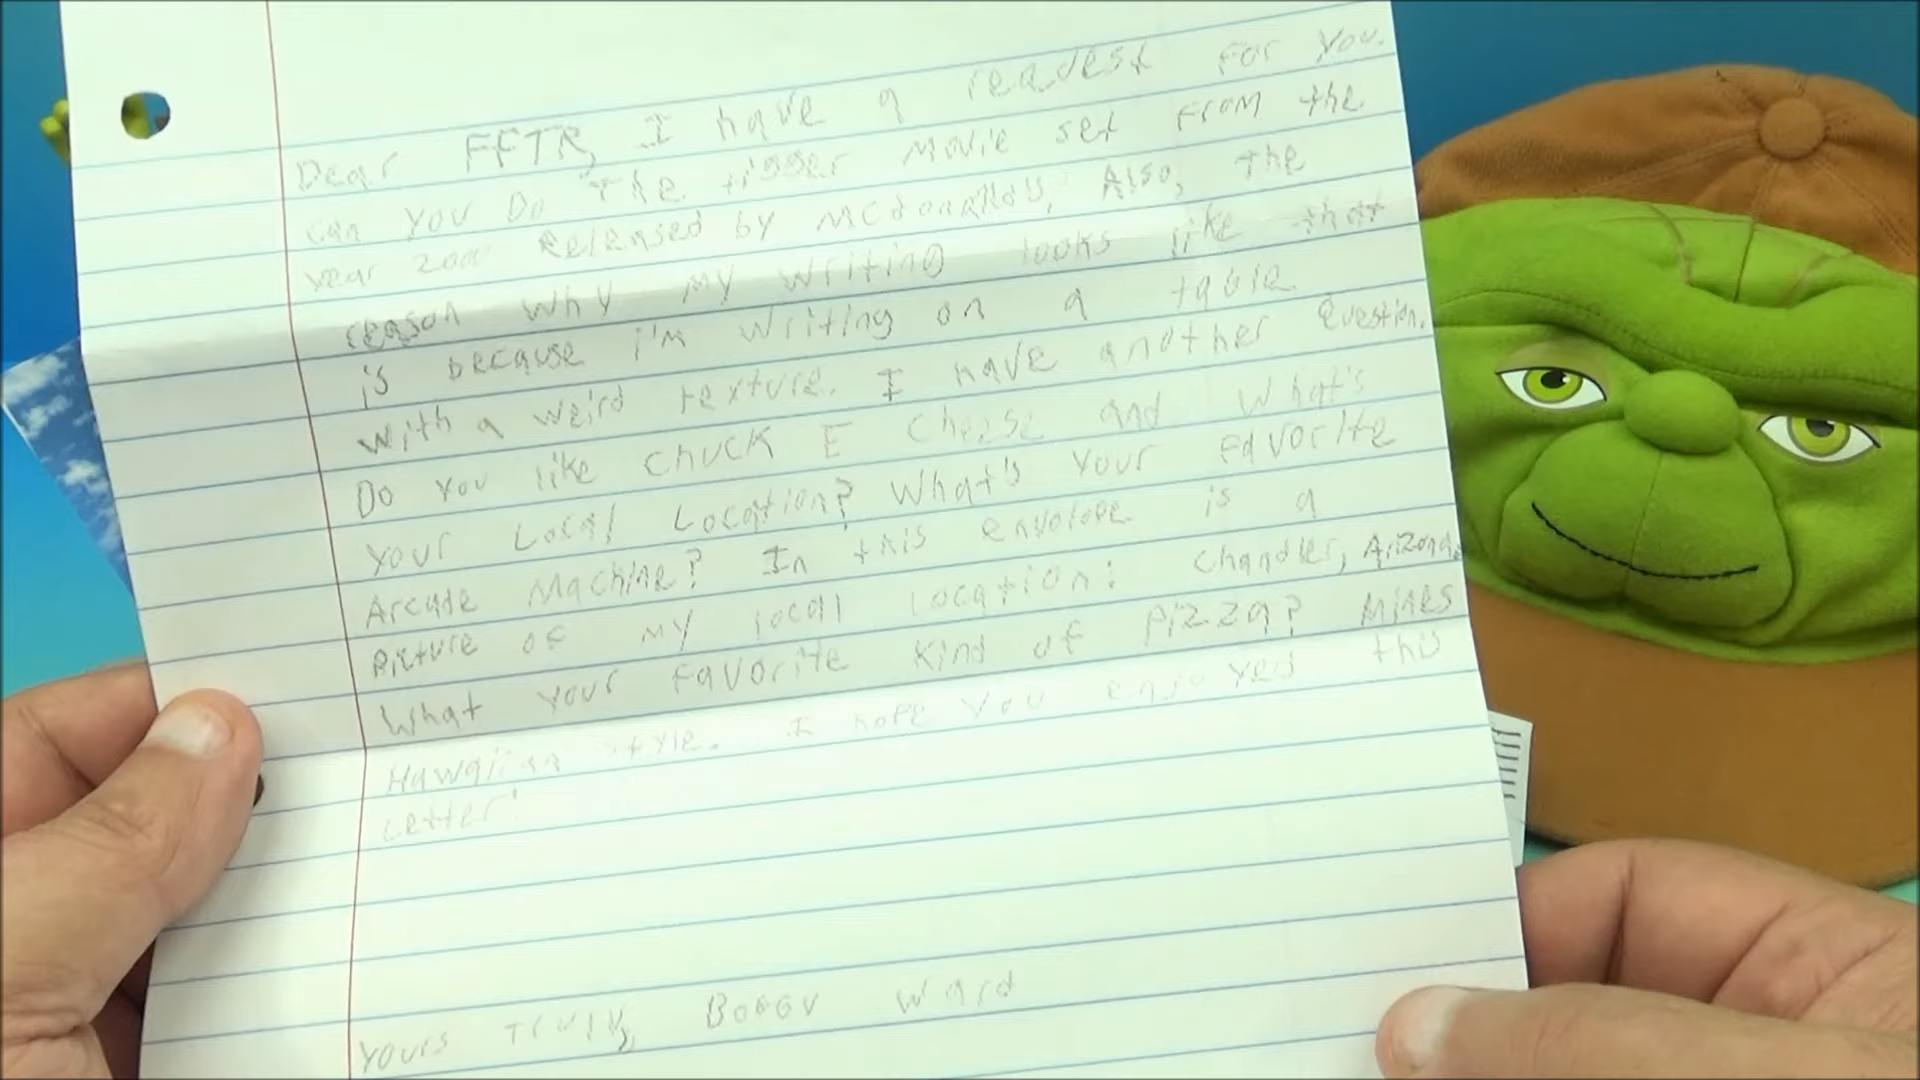 Dear FFTR, I have a reaquest for you.
can you Do The tigger Movie set from the
year 2000 Released by McDonalds, Also, The
reason why my writing looks like that
is because i'm writing on a table
with a weird texture. I have another Question.
Do you like Chuck E Cheese and What's
your Local Location? What's your favorite
Arcade Machine? In this envelope is a
Picture of my local location: Chandler, Arizona.
What your favorite kind of Pizza? Mines
Hawaiian style. I hope you enjoyed this
Letter!
Yours Truly, Bobby Ward